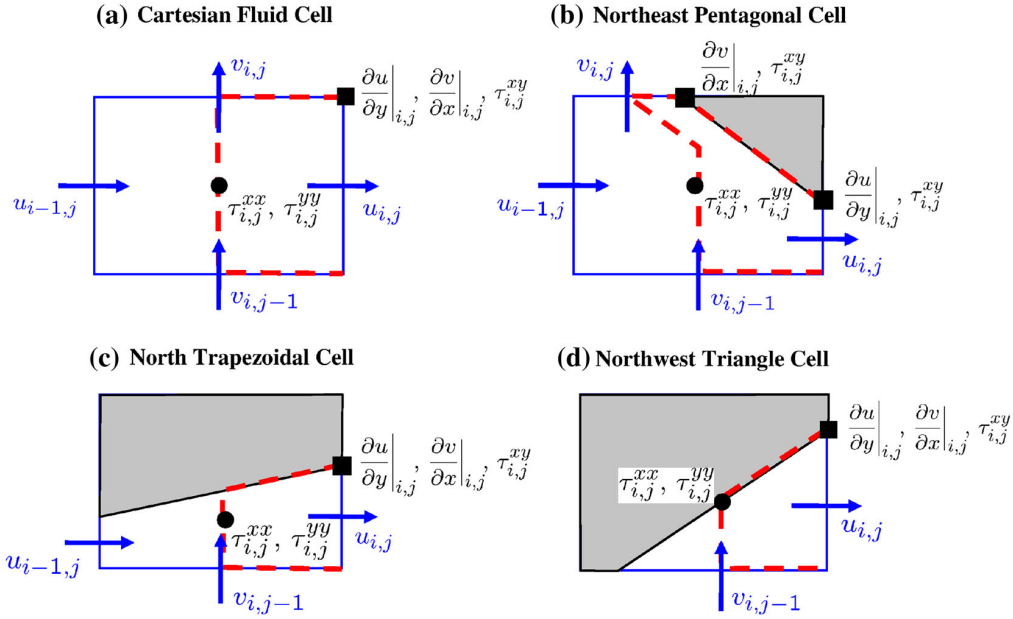 (a) Cartesian Fluid Cell
(b) Northeast Pentagonal Cell
v_{i,j}
∂u/∂y|_{i,j}, ∂v/∂x|_{i,j}, τ^{xy}_{i,j}
u_{i−1,j}
τ^{xx}_{i,j}, τ^{yy}_{i,j}
u_{i,j}
v_{i,j−1}
v_{i,j}
∂v/∂x|_{i,j}, τ^{xy}_{i,j}
u_{i−1,j}
τ^{xx}_{i,j}, τ^{yy}_{i,j}
∂u/∂y|_{i,j}, τ^{xy}_{i,j}
u_{i,j}
v_{i,j−1}
(c) North Trapezoidal Cell
(d) Northwest Triangle Cell
∂u/∂y|_{i,j}, ∂v/∂x|_{i,j}, τ^{xy}_{i,j}
τ^{xx}_{i,j}, τ^{yy}_{i,j}
u_{i−1,j}
u_{i,j}
v_{i,j−1}
∂u/∂y|_{i,j}, ∂v/∂x|_{i,j}, τ^{xy}_{i,j}
τ^{xx}_{i,j}, τ^{yy}_{i,j}
u_{i,j}
v_{i,j−1}